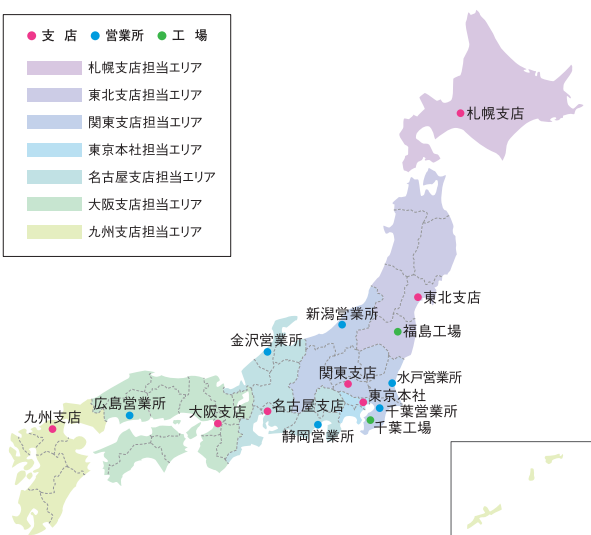 支 店 営業所 工 場
札幌支店担当エリア
東北支店担当エリア
関東支店担当エリア
東京本社担当エリア
名古屋支店担当エリア
大阪支店担当エリア
九州支店担当エリア
札幌支店
東北支店
新潟営業所
福島工場
金沢営業所
関東支店
水戸営業所
東京本社
広島営業所
大阪支店
名古屋支店
千葉営業所
九州支店
千葉工場
静岡営業所